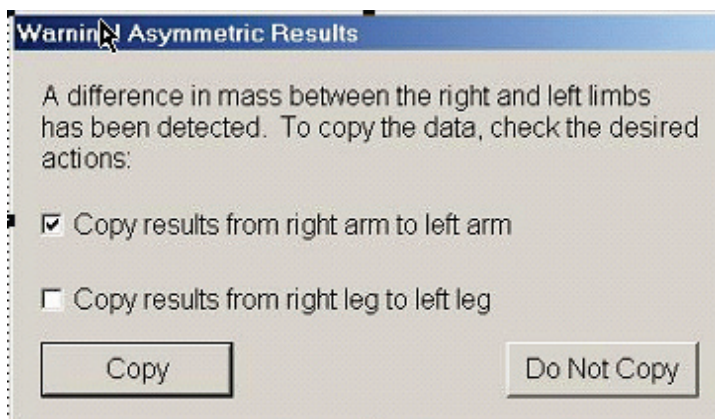 Warning! Asymmetric Results
A difference in mass between the right and left limbs
has been detected. To copy the data, check the desired
actions:
Copy results from right arm to left arm
Copy results from right leg to left leg
Copy
Do Not Copy